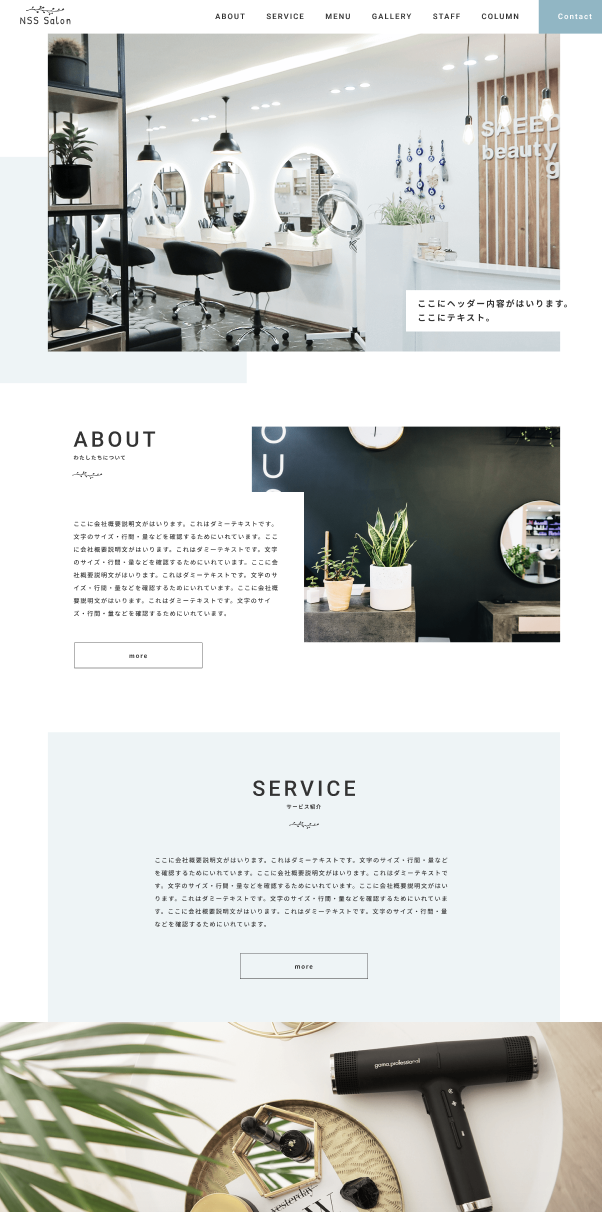 NSS Salon
ABOUT SERVICE MENU GALLERY STAFF COLUMN Contact
SAEED
beauty
g
ここにヘッダー内容がはいります。
ここにテキスト。
ABOUT
わたしたちについて
OU
ここに会社概要説明文がはいります。これはダミーテキストです。
文字のサイズ・行間・量などを確認するためにいれています。ここ
に会社概要説明文がはいります。これはダミーテキストです。文字
のサイズ・行間・量などを確認するためにいれています。ここに会
社概要説明文がはいります。これはダミーテキストです。文字のサ
イズ・行間・量などを確認するためにいれています。ここに会社概
要説明文がはいります。これはダミーテキストです。文字のサイ
ズ・行間・量などを確認するためにいれています。
more
SERVICE
サービス紹介
ここに会社概要説明文がはいります。これはダミーテキストです。文字のサイズ・行間・量など
を確認するためにいれています。ここに会社概要説明文がはいります。これはダミーテキストで
す。文字のサイズ・行間・量などを確認するためにいれています。ここに会社概要説明文がはい
ります。これはダミーテキストです。文字のサイズ・行間・量などを確認するためにいれていま
す。ここに会社概要説明文がはいります。これはダミーテキストです。文字のサイズ・行間・量
などを確認するためにいれています。
more
gama.professional
yesterday